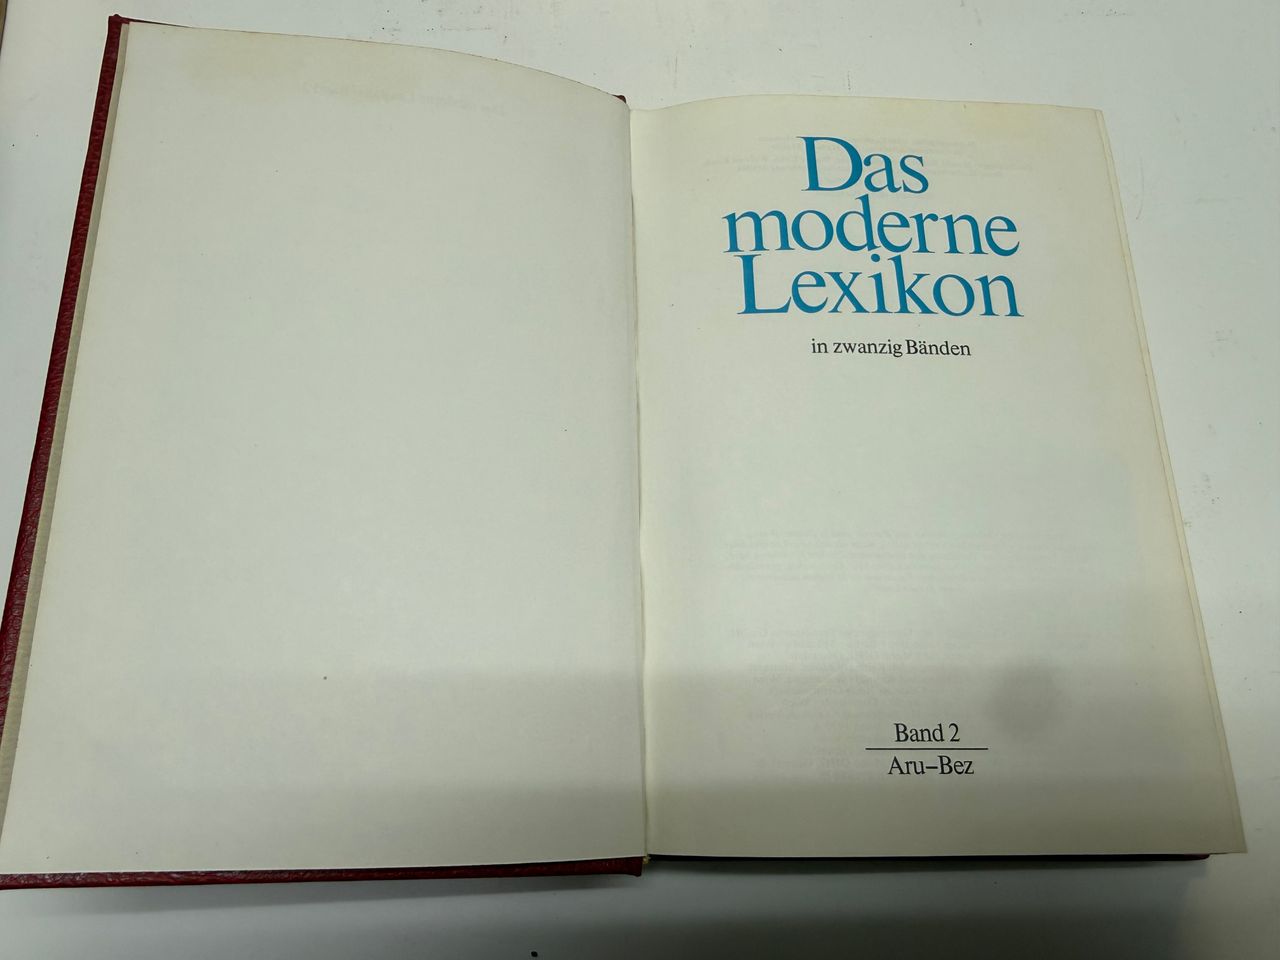 Das
moderne
Lexikon
in zwanzig Bänden
Band 2
Aru–Bez